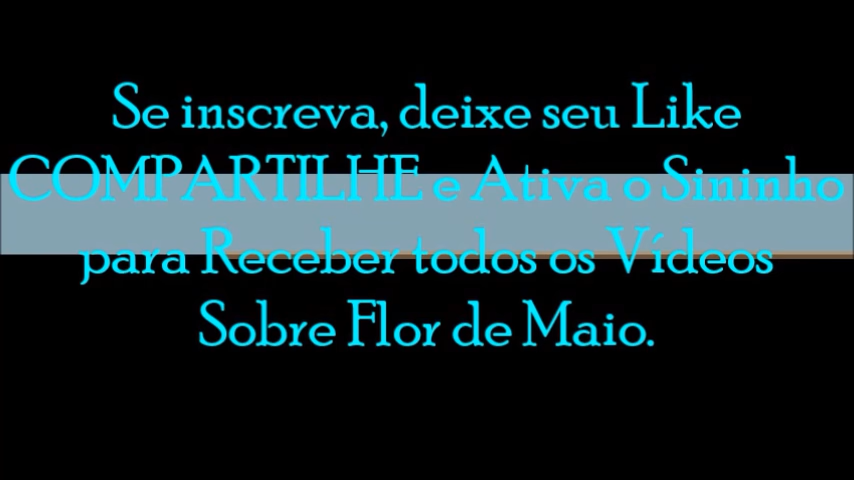 Se inscreva, deixe seu Like
COMPARTILHE e Ativa o Sininho
para Receber todos os Vídeos
Sobre Flor de Maio.